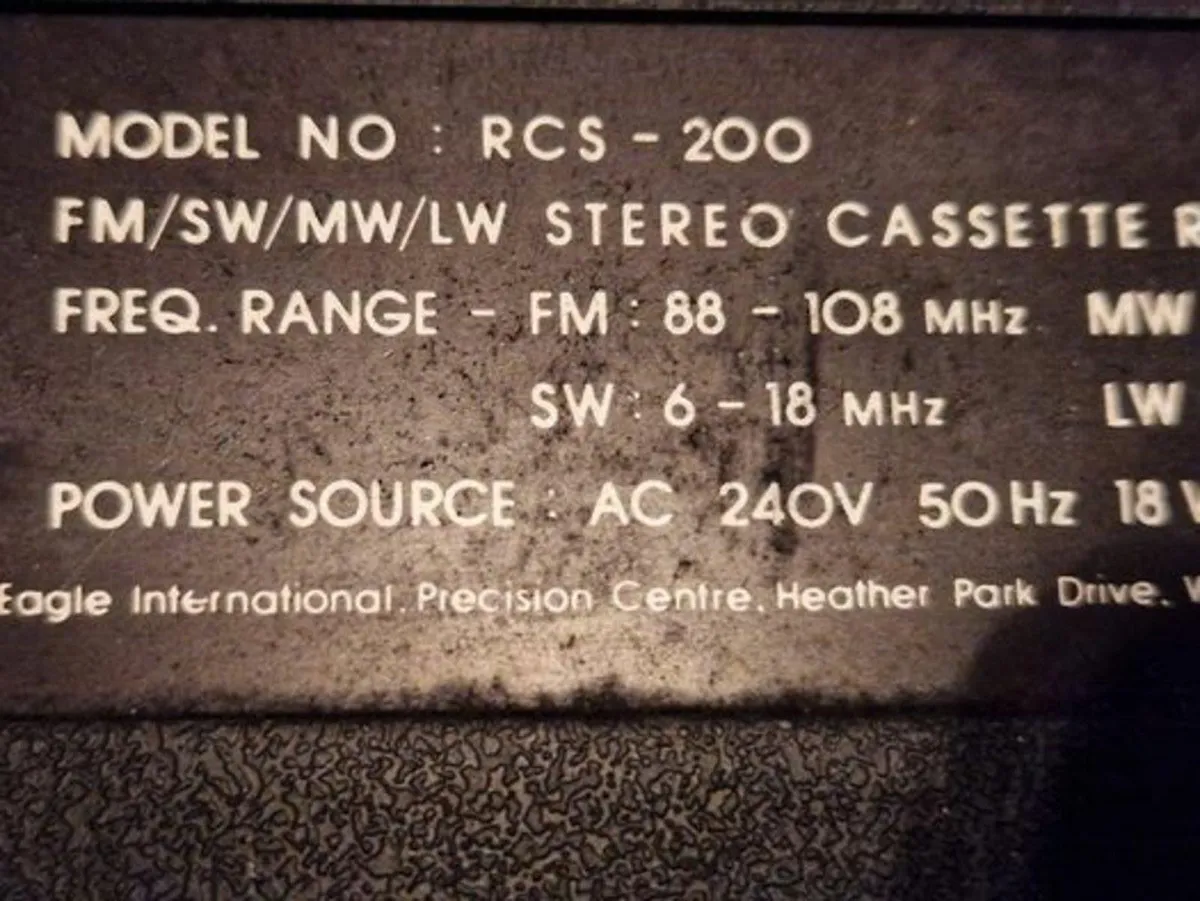 MODEL NO : RCS - 200
FM/SW/MW/LW STEREO CASSETTE R
FREQ. RANGE - FM : 88 - 108 MHz MW
SW : 6 - 18 MHz LW
POWER SOURCE : AC 240V 50Hz 18 V
Eagle International. Precision Centre. Heather Park Drive. W